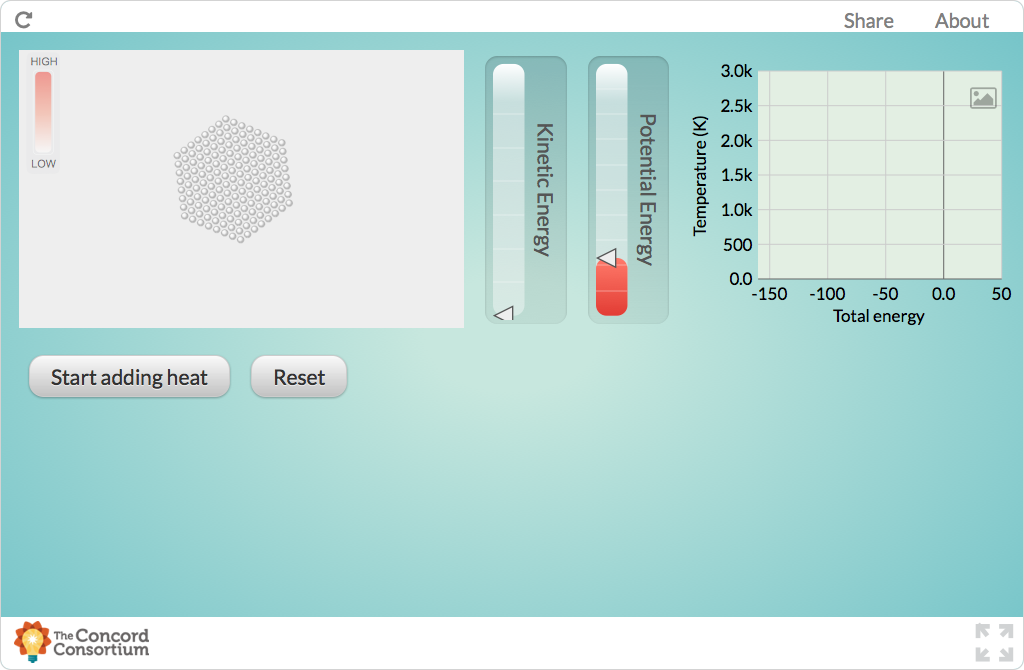 Share
About
HIGH
LOW
Kinetic Energy
Potential Energy
Temperature (K)
3.0k
2.5k
2.0k
1.5k
1.0k
500
0.0
-150
-100
-50
0.0
50
Total energy
Start adding heat
Reset
The Concord
Consortium